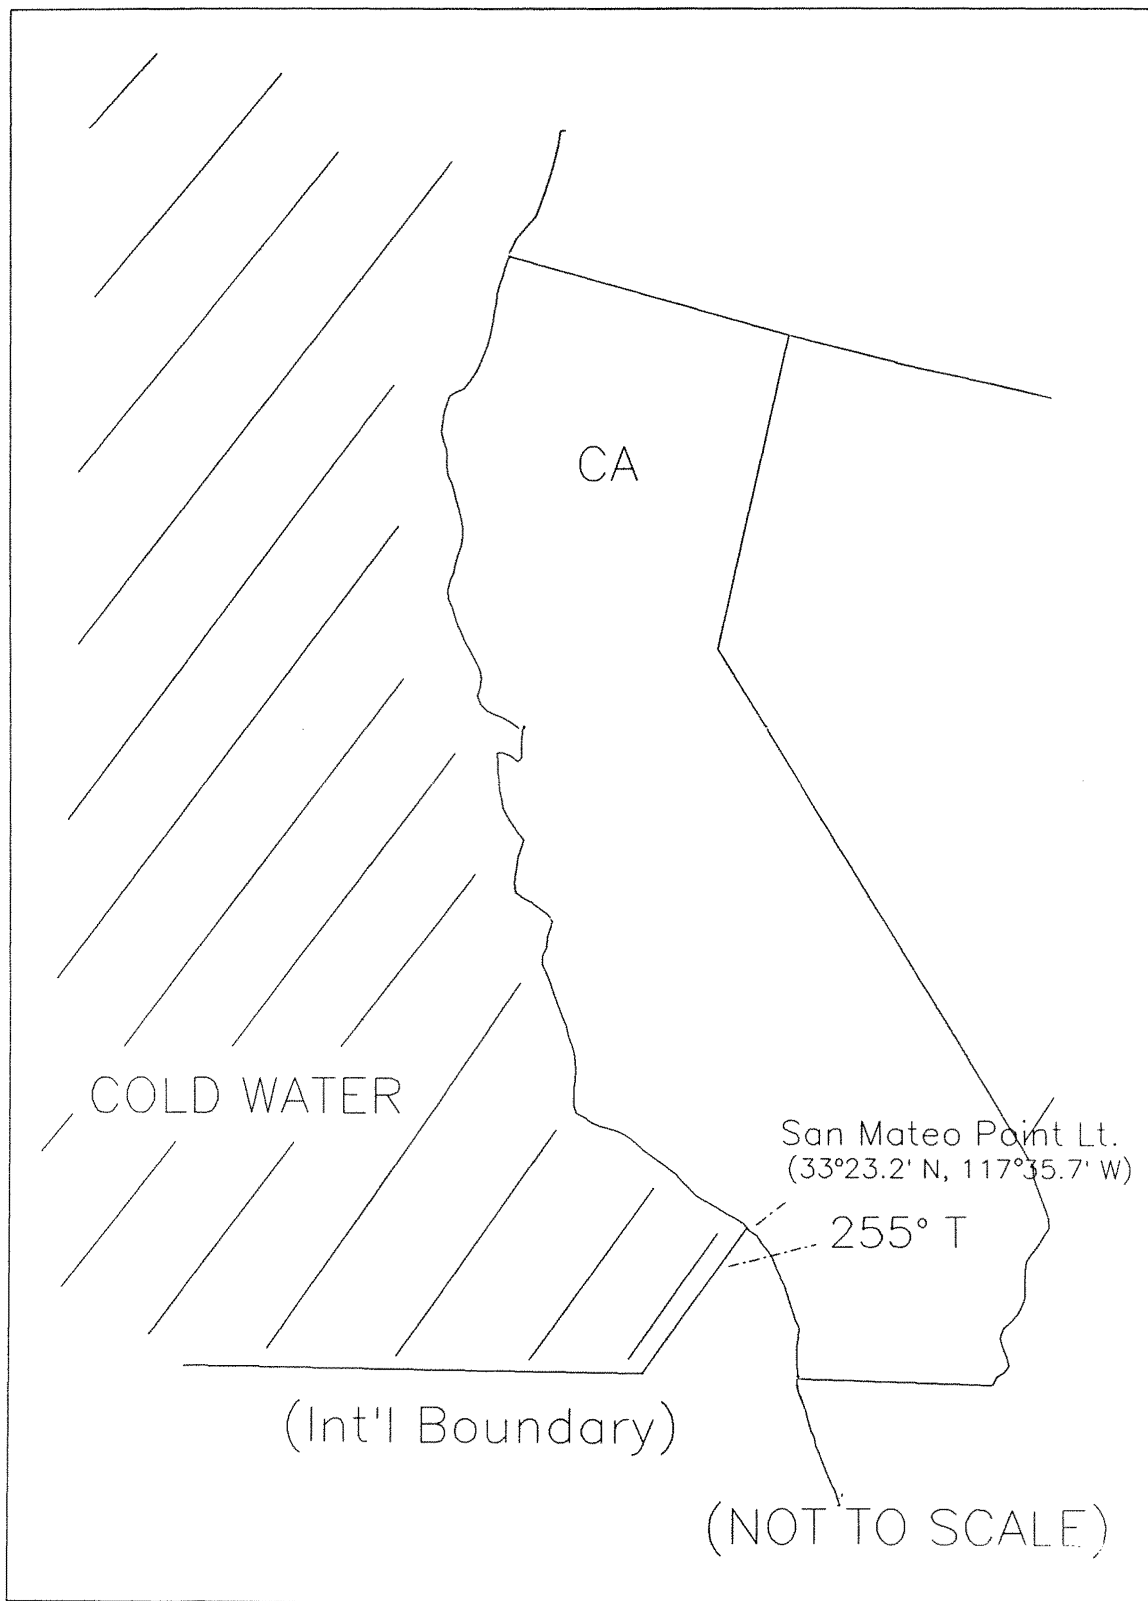 CA
COLD WATER
San Mateo Point Lt.
(33°23.2' N, 117°35.7' W)
255° T
(Int'l Boundary)
(NOT TO SCALE)